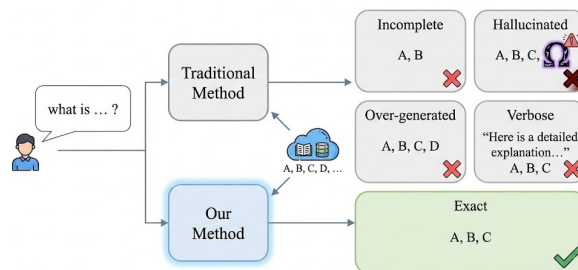 what is ... ?
Traditional
Method
A, B, C, D, ...
Our
Method
Incomplete
A, B
Hallucinated
A, B, C, Ω
Over-generated
A, B, C, D
Verbose
“Here is a detailed
explanation...”
A, B, C
Exact
A, B, C